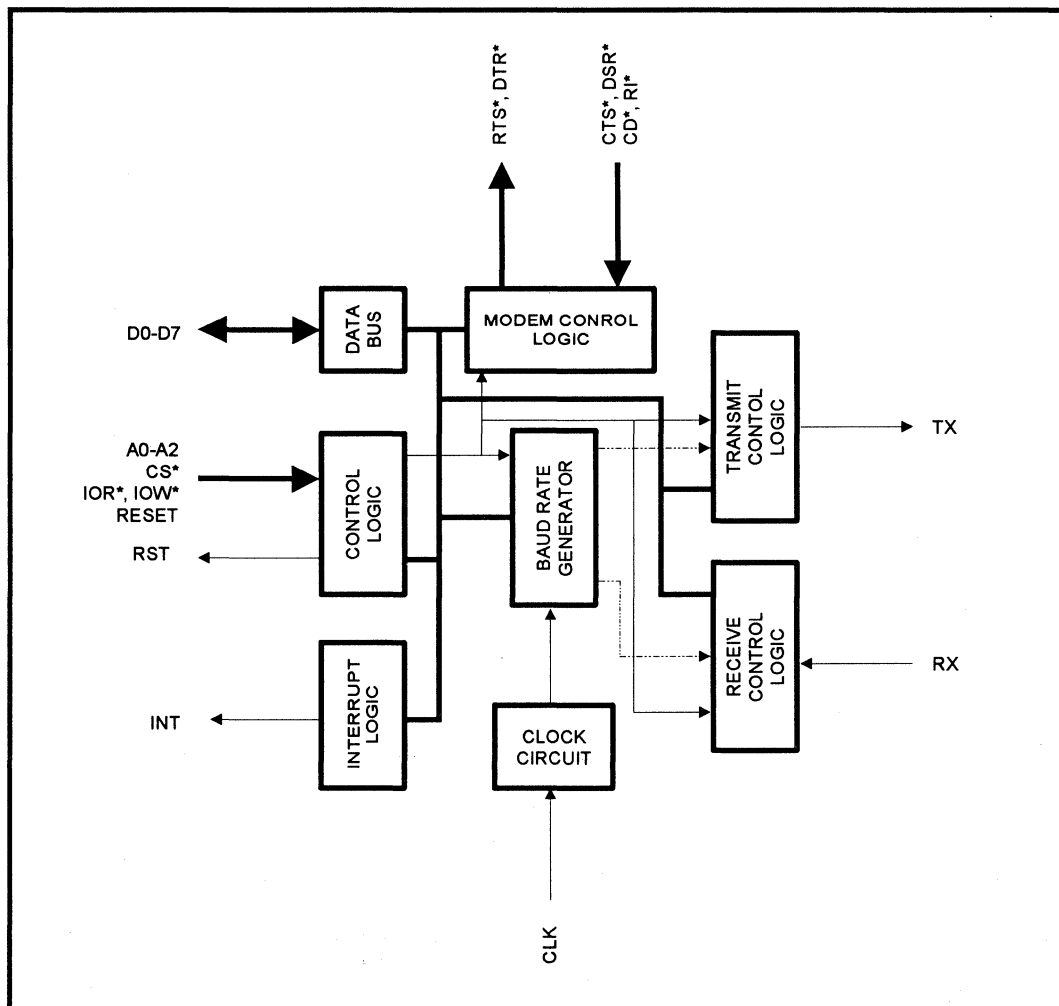 RTS*, DTR*
CTS*, DSR*
CD*, RI*
D0-D7
DATA
BUS
MODEM CONROL
LOGIC
A0-A2
CS*
IOR*, IOW*
RESET
RST
CONTROL
LOGIC
BAUD RATE
GENERATOR
TRANSMIT
CONTOL
LOGIC
TX
RECEIVE
CONTROL
LOGIC
RX
INT
INTERRUPT
LOGIC
CLOCK
CIRCUIT
CLK